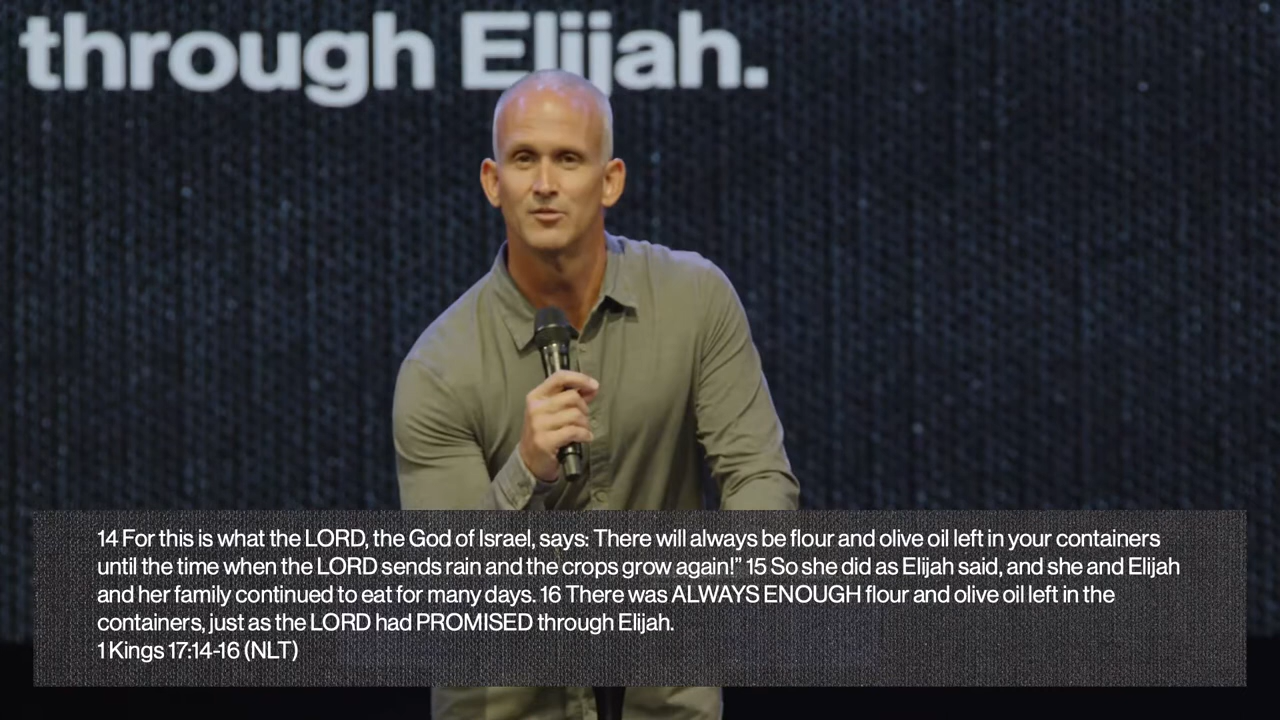 through Elijah.
14 For this is what the LORD, the God of Israel, says: There will always be flour and olive oil left in your containers
until the time when the LORD sends rain and the crops grow again!” 15 So she did as Elijah said, and she and Elijah
and her family continued to eat for many days. 16 There was ALWAYS ENOUGH flour and olive oil left in the
containers, just as the LORD had PROMISED through Elijah.
1 Kings 17:14-16 (NLT)